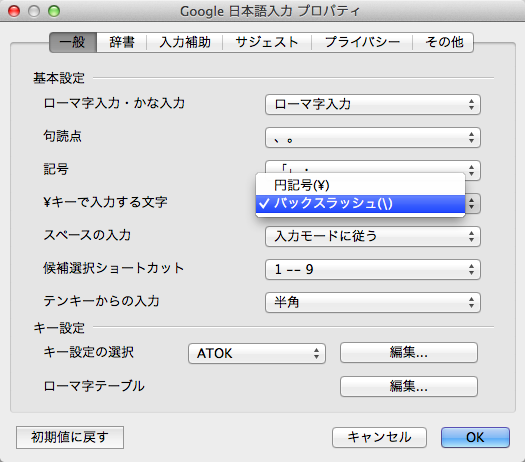 Google 日本語入力 プロパティ
一般 辞書 入力補助 サジェスト プライバシー その他
基本設定
ローマ字入力・かな入力 ローマ字入力
句読点 、。
記号 「」・
円記号(¥)
¥キーで入力する文字 ✓ バックスラッシュ(\)
スペースの入力 入力モードに従う
候補選択ショートカット 1 -- 9
テンキーからの入力 半角
キー設定
キー設定の選択 ATOK 編集...
ローマ字テーブル 編集...
初期値に戻す キャンセル OK